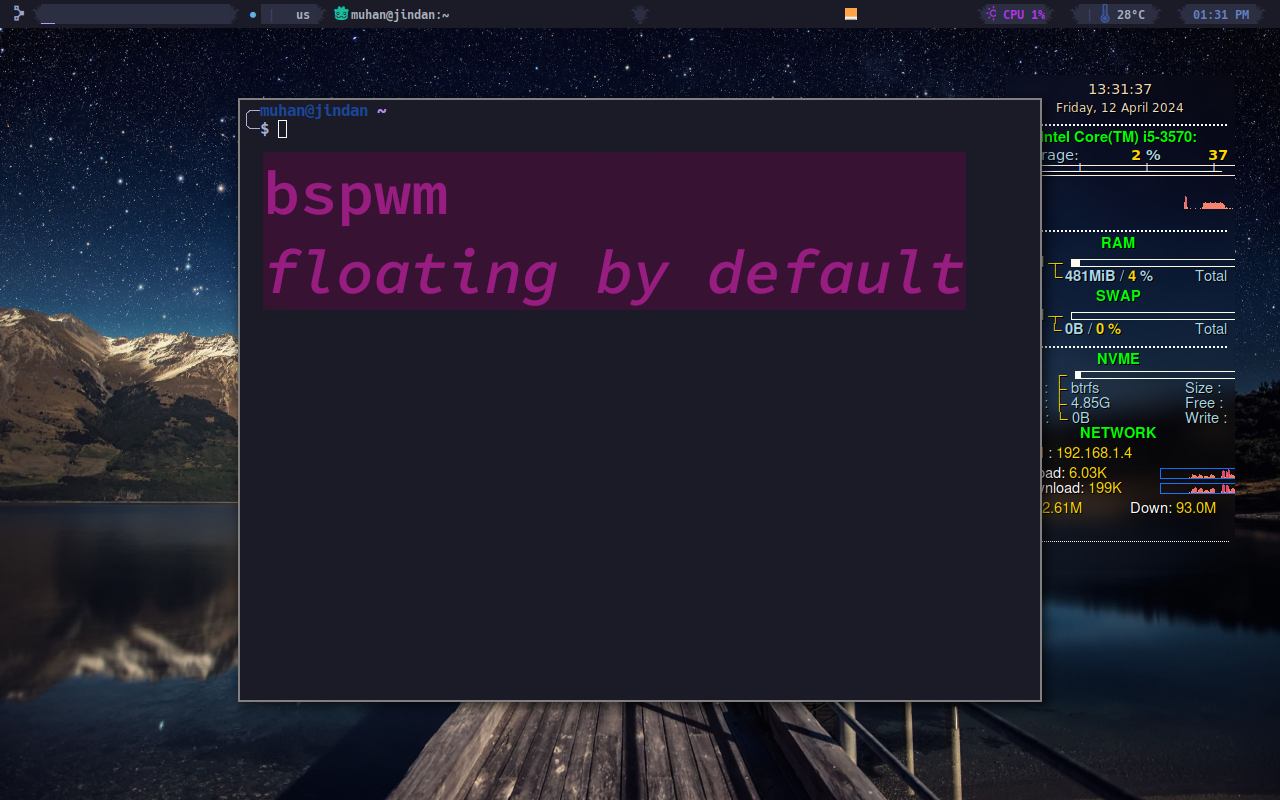 us
muhan@jindan:~
CPU 1%
28°C
01:31 PM
muhan@jindan ~
$
bspwm
floating by default
13:31:37
Friday, 12 April 2024
Intel Core(TM) i5-3570:
rage: 2 % 37
RAM
481MiB / 4 % Total
SWAP
0B / 0 % Total
NVME
: btrfs Size :
: 4.85G Free :
: 0B Write :
NETWORK
: 192.168.1.4
oad: 6.03K
wnload: 199K
2.61M Down: 93.0M